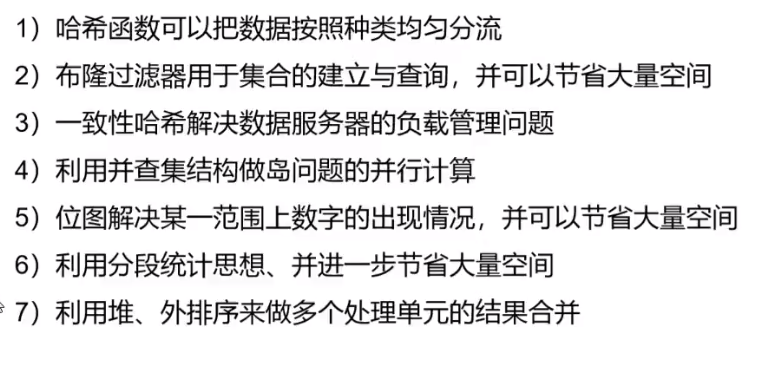 1）哈希函数可以把数据按照种类均匀分流
2）布隆过滤器用于集合的建立与查询，并可以节省大量空间
3）一致性哈希解决数据服务器的负载管理问题
4）利用并查集结构做岛问题的并行计算
5）位图解决某一范围上数字的出现情况，并可以节省大量空间
6）利用分段统计思想、并进一步节省大量空间
7）利用堆、外排序来做多个处理单元的结果合并